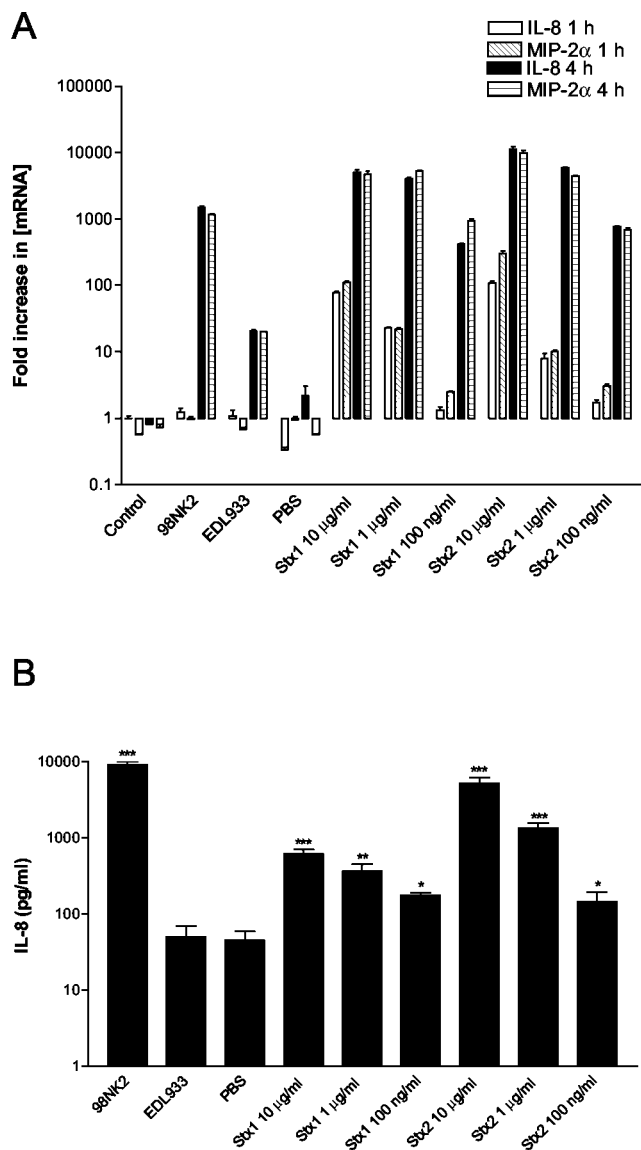 A
IL-8 1 h
MIP-2α 1 h
IL-8 4 h
MIP-2α 4 h
Fold increase in [mRNA]
100000
10000
1000
100
10
1
0.1
Control
98NK2
EDL933
PBS
Stx1 10 μg/ml
Stx1 1 μg/ml
Stx1 100 ng/ml
Stx2 10 μg/ml
Stx2 1 μg/ml
Stx2 100 ng/ml
B
IL-8 (pg/ml)
10000
1000
100
10
1
***
***
**
*
***
***
*
98NK2
EDL933
PBS
Stx1 10 μg/ml
Stx1 1 μg/ml
Stx1 100 ng/ml
Stx2 10 μg/ml
Stx2 1 μg/ml
Stx2 100 ng/ml